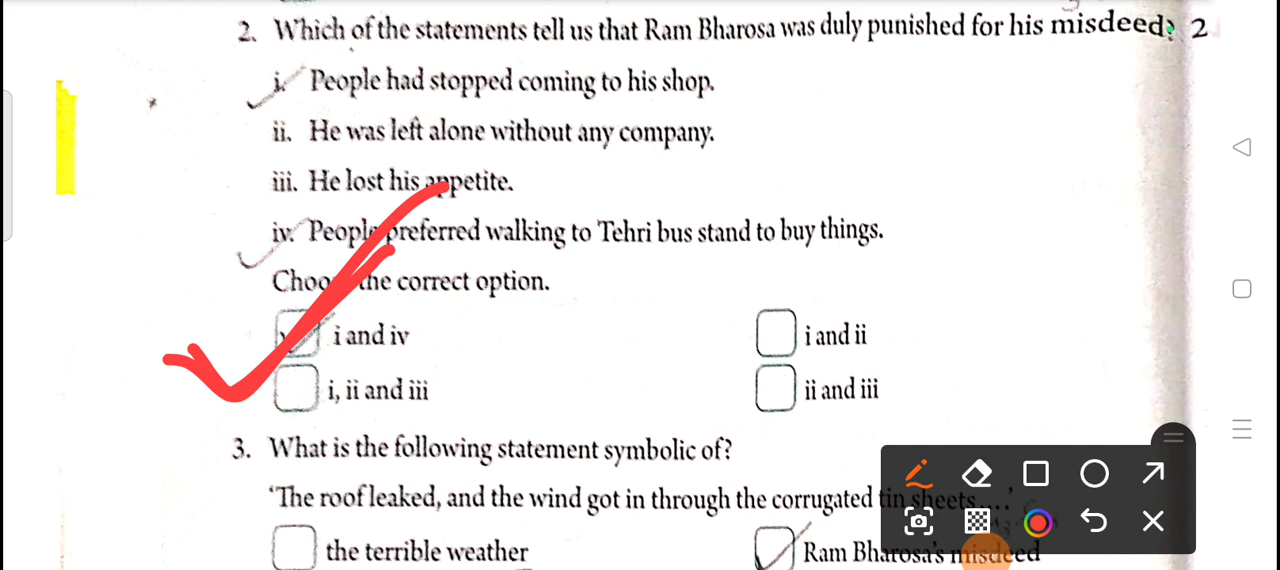 2. Which of the statements tell us that Ram Bharosa was duly punished for his misdeed? 2
i. People had stopped coming to his shop.
ii. He was left alone without any company.
iii. He lost his appetite.
iv. People preferred walking to Tehri bus stand to buy things.
Choose the correct option.
i and iv
i and ii
i, ii and iii
ii and iii
3. What is the following statement symbolic of?
'The roof leaked, and the wind got in through the corrugated tin sheets....'
the terrible weather
Ram Bharosa's misdeed